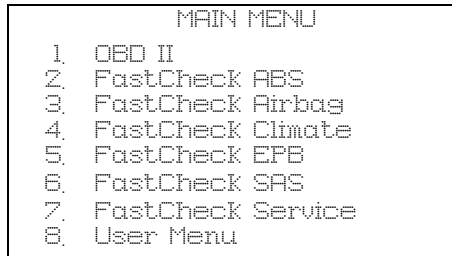 MAIN MENU
1. OBD II
2. FastCheck ABS
3. FastCheck Airbag
4. FastCheck Climate
5. FastCheck EPB
6. FastCheck SAS
7. FastCheck Service
8. User Menu